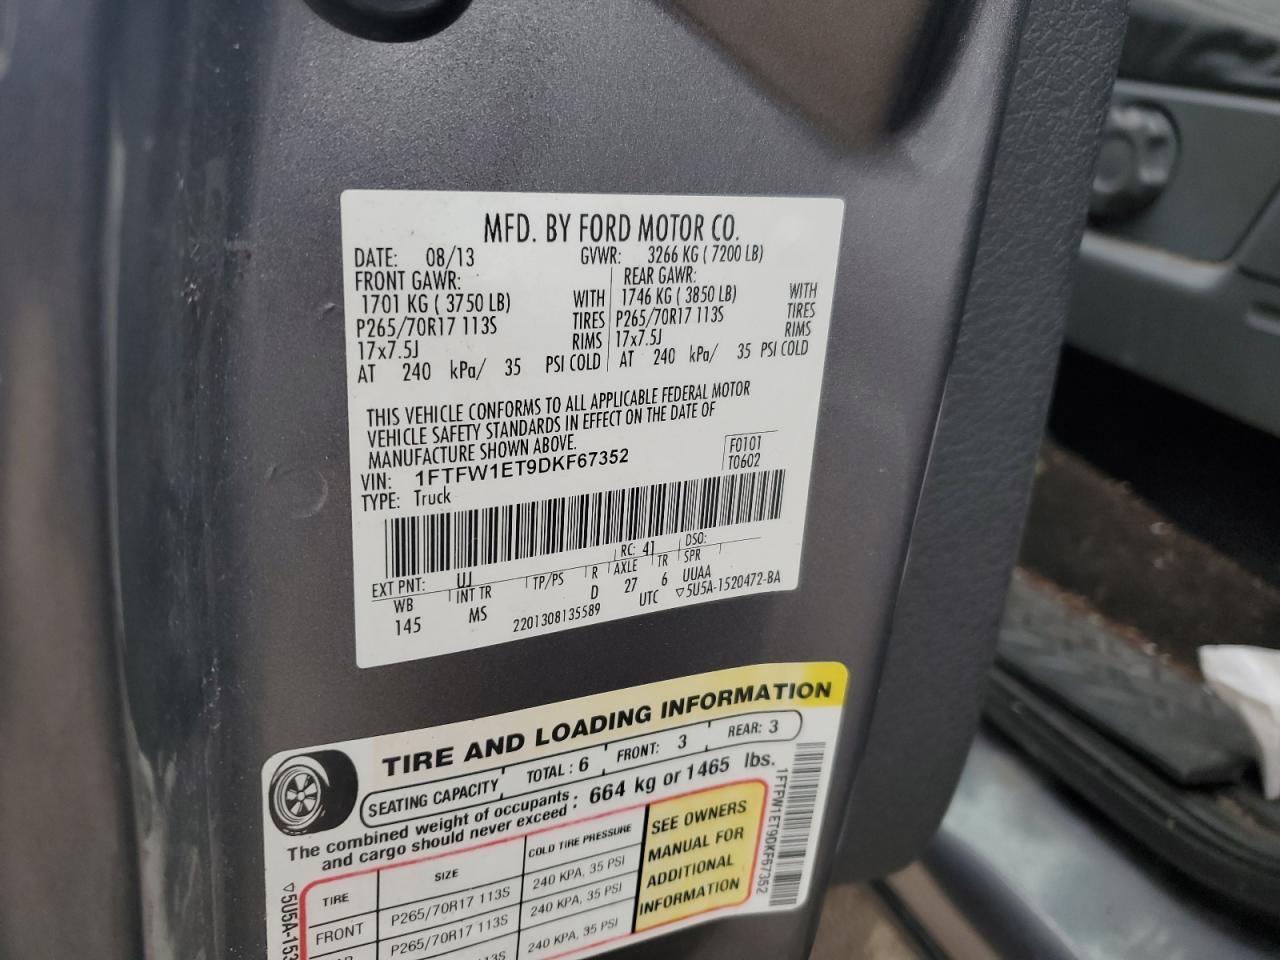 MFD. BY FORD MOTOR CO.
DATE: 08/13 GVWR: 3266 KG ( 7200 LB)
FRONT GAWR: REAR GAWR:
1701 KG ( 3750 LB) WITH 1746 KG ( 3850 LB) WITH
P265/70R17 113S TIRES P265/70R17 113S TIRES
17x7.5J RIMS 17x7.5J RIMS
AT 240 kPa/ 35 PSI COLD AT 240 kPa/ 35 PSI COLD
THIS VEHICLE CONFORMS TO ALL APPLICABLE FEDERAL MOTOR
VEHICLE SAFETY STANDARDS IN EFFECT ON THE DATE OF
MANUFACTURE SHOWN ABOVE.
VIN: 1FTFW1ET9DKF67352 F0101
TYPE: Truck T0602
EXT PNT: UJ RC: 41 DSO:
WB INT TR TP/PS R AXLE TR SPR
145 MS D 27 6 UUAA
2201308135589 UTC ▽5U5A-1520472-BA
TIRE AND LOADING INFORMATION
SEATING CAPACITY TOTAL: 6 FRONT: 3 REAR: 3
The combined weight of occupants and cargo should never exceed: 664 kg or 1465 lbs.
TIRE SIZE COLD TIRE PRESSURE
FRONT P265/70R17 113S 240 KPA, 35 PSI
P265/70R17 113S 240 KPA, 35 PSI
113S 240 KPA, 35 PSI
SEE OWNERS
MANUAL FOR
ADDITIONAL
INFORMATION
1FTFW1ET9DKF67352
▽5U5A-153